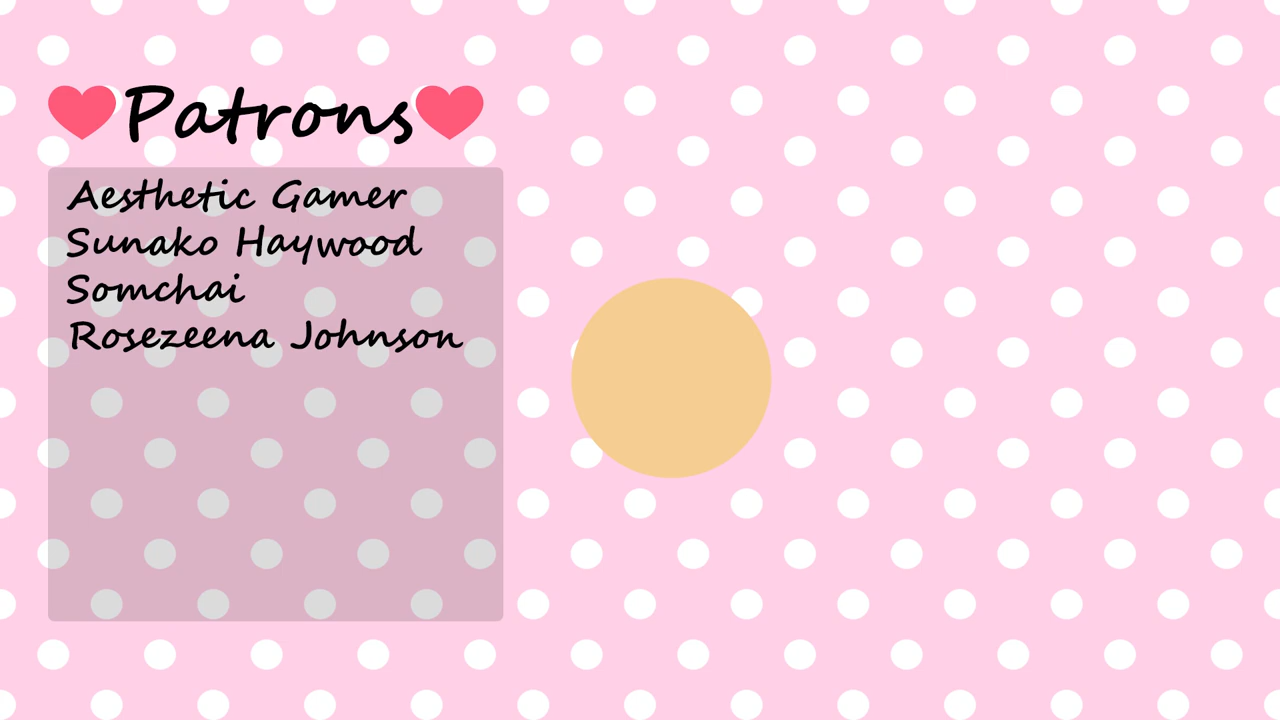 Patrons
Aesthetic Gamer
Sunako Haywood
Somchai
Rosezeena Johnson